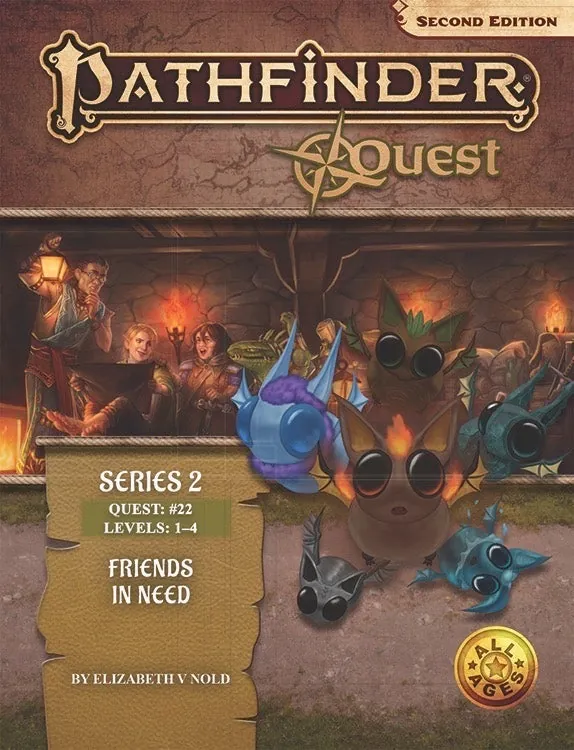 SECOND EDITION
PATHFINDER®
QUEST
SERIES 2
QUEST: #22
LEVELS: 1–4
FRIENDS
IN NEED
BY ELIZABETH V NOLD
ALL
AGES